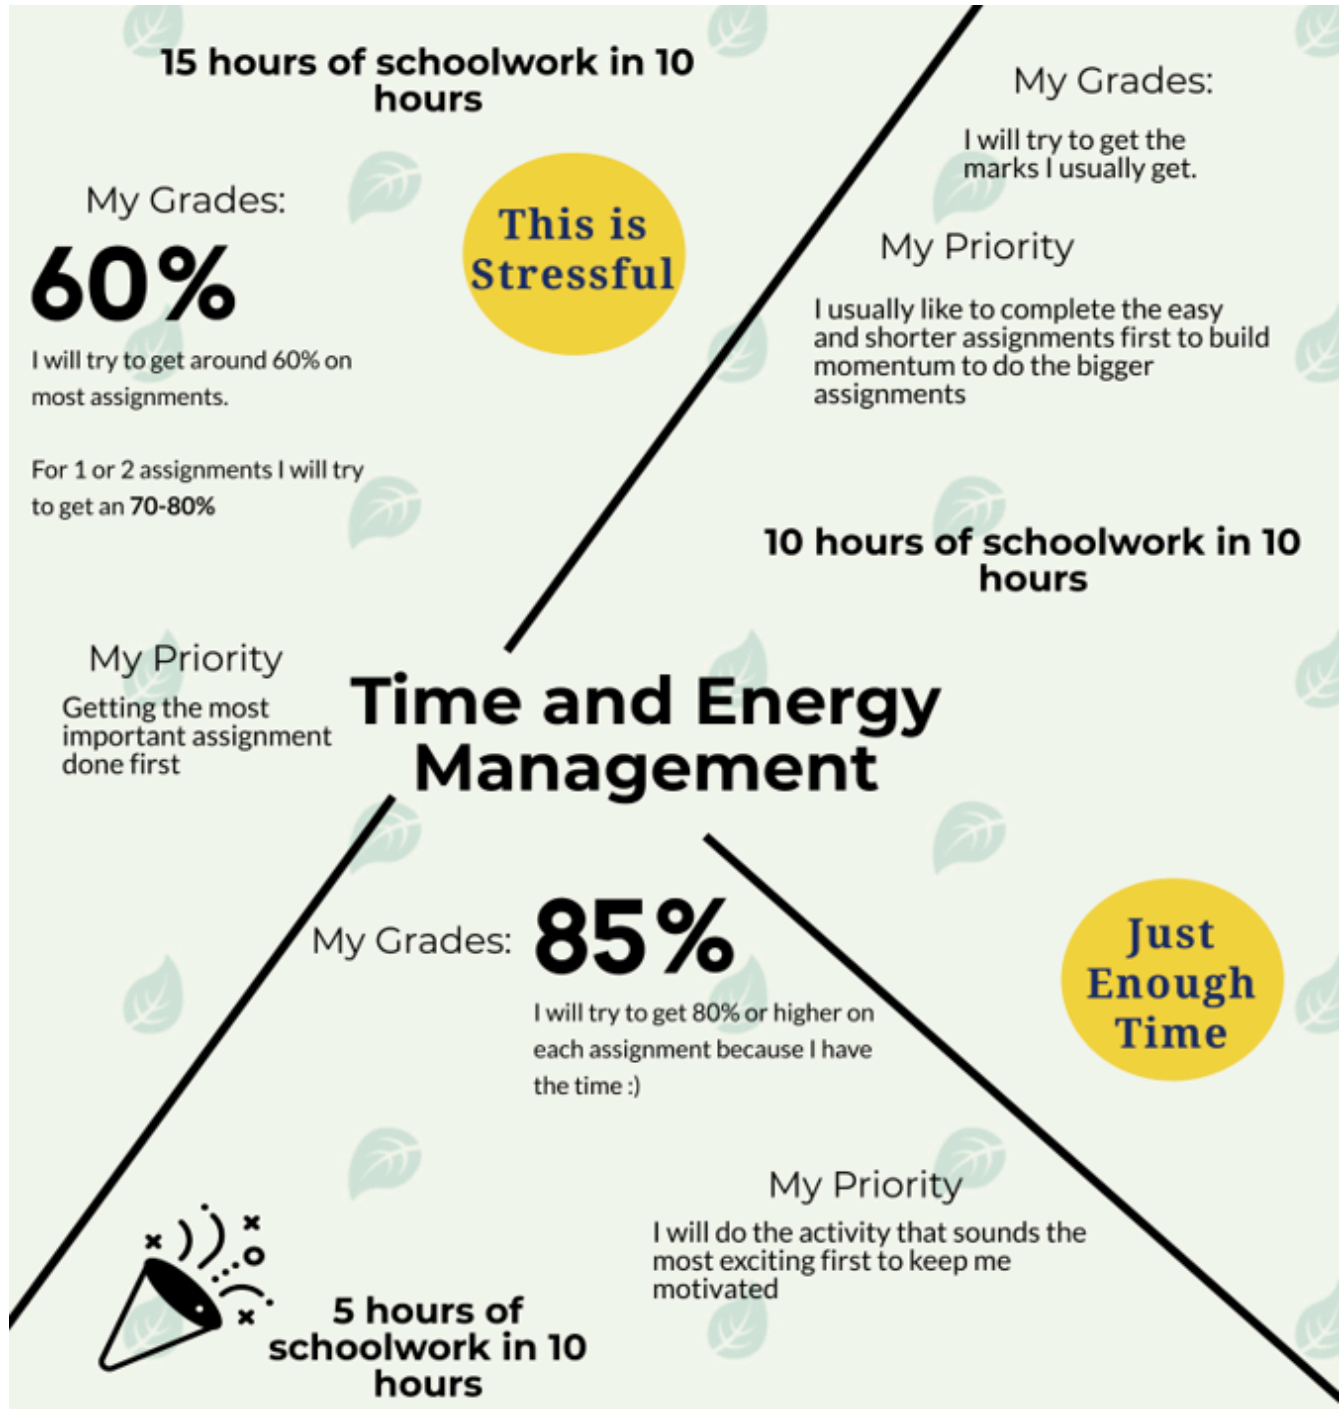 15 hours of schoolwork in 10
hours
My Grades:
60%
I will try to get around 60% on
most assignments.
For 1 or 2 assignments I will try
to get an 70-80%
This is
Stressful
My Priority
Getting the most
important assignment
done first
My Grades:
I will try to get the
marks I usually get.
My Priority
I usually like to complete the easy
and shorter assignments first to build
momentum to do the bigger
assignments
10 hours of schoolwork in 10
hours
Just
Enough
Time
Time and Energy
Management
My Grades:
85%
I will try to get 80% or higher on
each assignment because I have
the time :)
My Priority
I will do the activity that sounds the
most exciting first to keep me
motivated
5 hours of
schoolwork in 10
hours